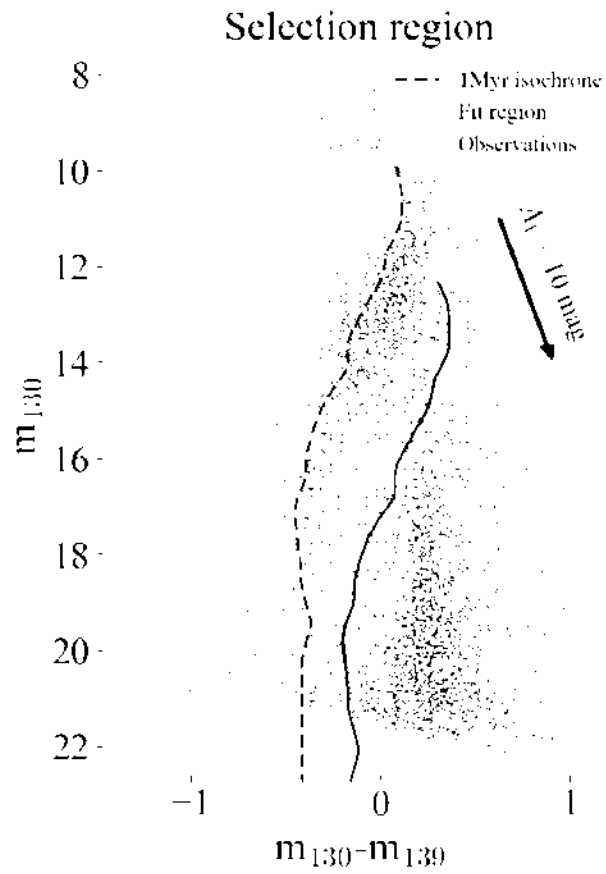 Selection region
8
10
12
14
16
18
20
22
m130
1Myr isochrone
Fit region
Observations
10 mag
−1
0
1
m130-m139